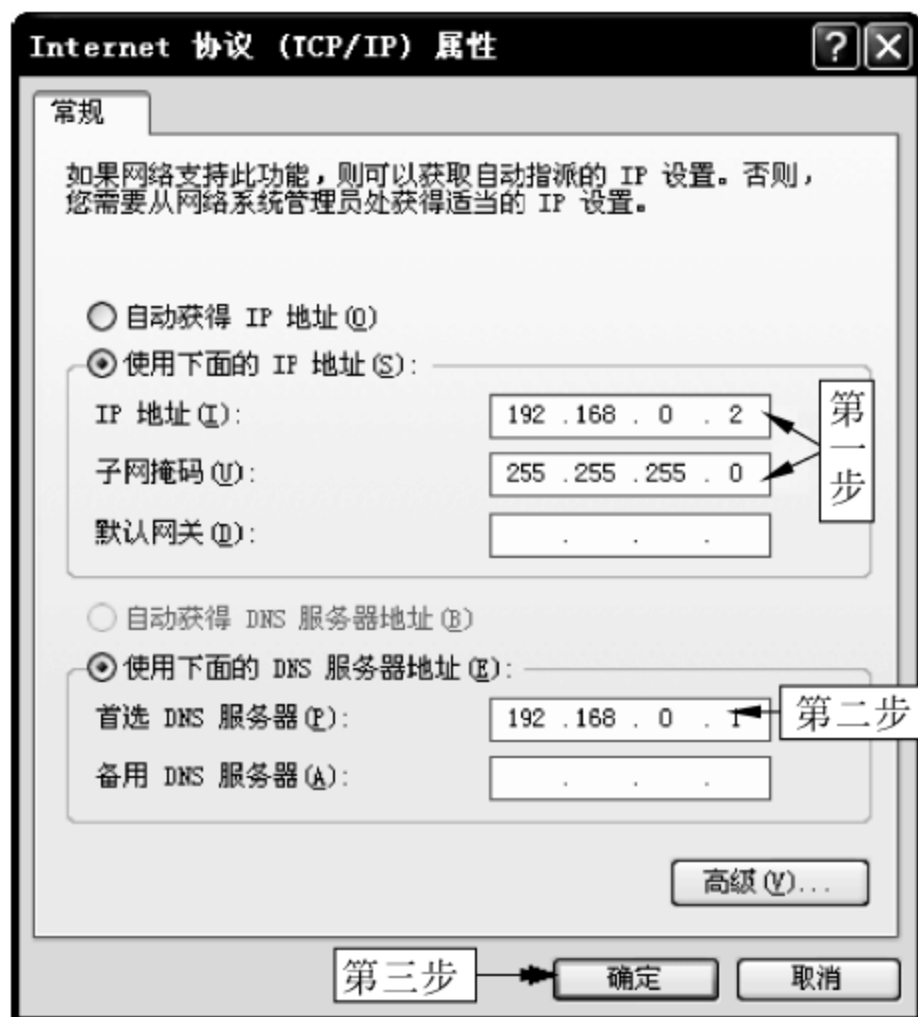 Internet 协议 (TCP/IP) 属性
常规
如果网络支持此功能，则可以获取自动指派的 IP 设置。否则，
您需要从网络系统管理员处获得适当的 IP 设置。
自动获得 IP 地址(O)
使用下面的 IP 地址(S):
IP 地址(I): 192 .168 . 0 . 2
第一步
子网掩码(U): 255 .255 .255 . 0
默认网关(D): . . .
自动获得 DNS 服务器地址(B)
使用下面的 DNS 服务器地址(E):
首选 DNS 服务器(P): 192 .168 . 0 . 1 第二步
备用 DNS 服务器(A): . . .
高级(V)...
第三步 确定 取消